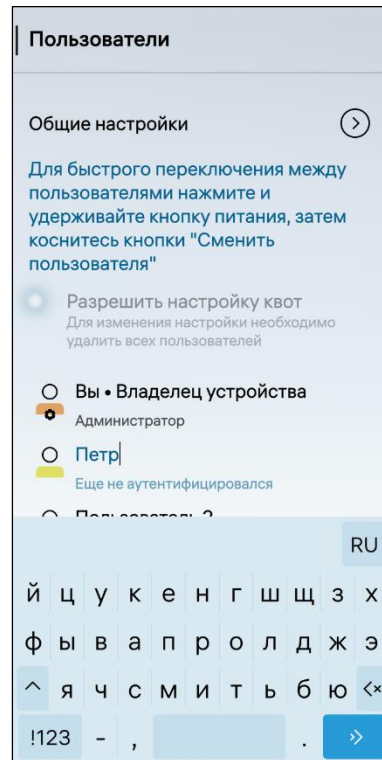 Пользователи
Общие настройки
Для быстрого переключения между
пользователями нажмите и
удерживайте кнопку питания, затем
коснитесь кнопки "Сменить
пользователя"
Разрешить настройку квот
Для изменения настройки необходимо
удалить всех пользователей
Вы • Владелец устройства
Администратор
Петр
Еще не аутентифицировался
RU
й ц у к е н г ш щ з х
ф ы в а п р о л д ж э
я ч с м и т ь б ю
!123 - , .